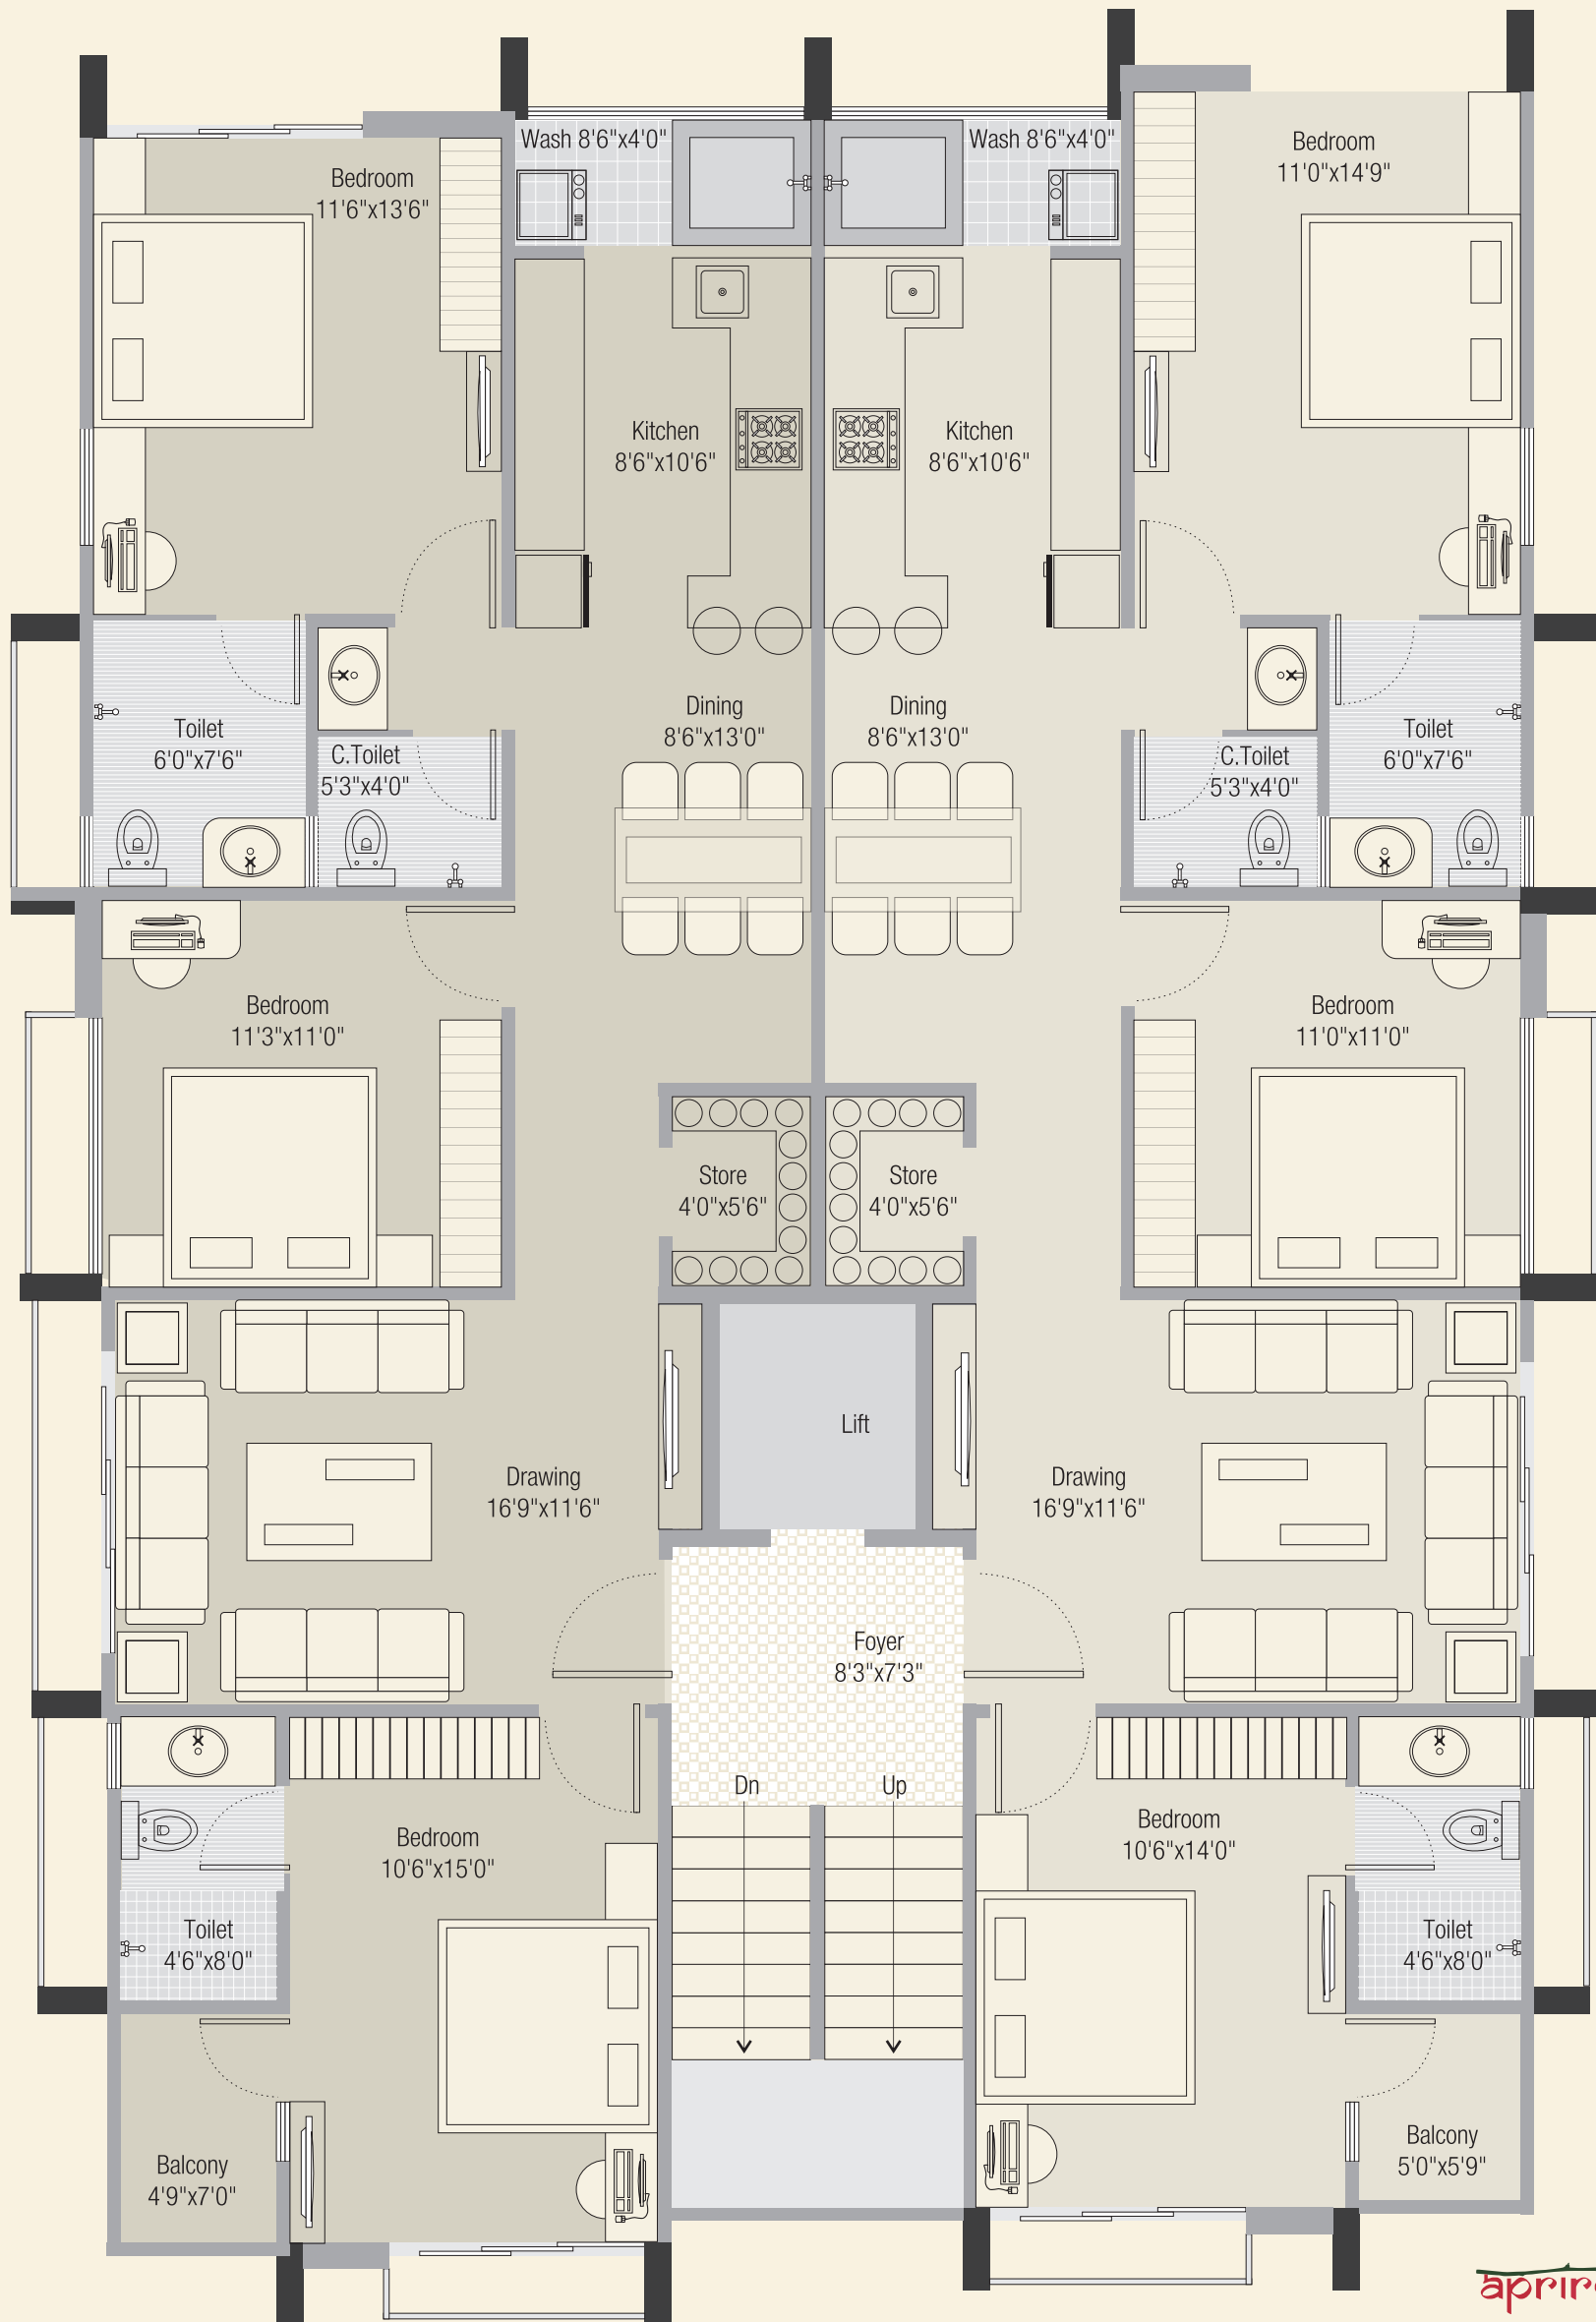 Wash 8'6"x4'0"
Wash 8'6"x4'0"
Bedroom
11'0"x14'9"
Bedroom
11'6"x13'6"
Kitchen
8'6"x10'6"
Kitchen
8'6"x10'6"
Dining
8'6"x13'0"
Dining
8'6"x13'0"
Toilet
6'0"x7'6"
C.Toilet
5'3"x4'0"
C.Toilet
5'3"x4'0"
Toilet
6'0"x7'6"
Bedroom
11'3"x11'0"
Bedroom
11'0"x11'0"
Store
4'0"x5'6"
Store
4'0"x5'6"
Lift
Drawing
16'9"x11'6"
Drawing
16'9"x11'6"
Foyer
8'3"x7'3"
Dn
Up
Bedroom
10'6"x15'0"
Bedroom
10'6"x14'0"
Toilet
4'6"x8'0"
Toilet
4'6"x8'0"
Balcony
4'9"x7'0"
Balcony
5'0"x5'9"